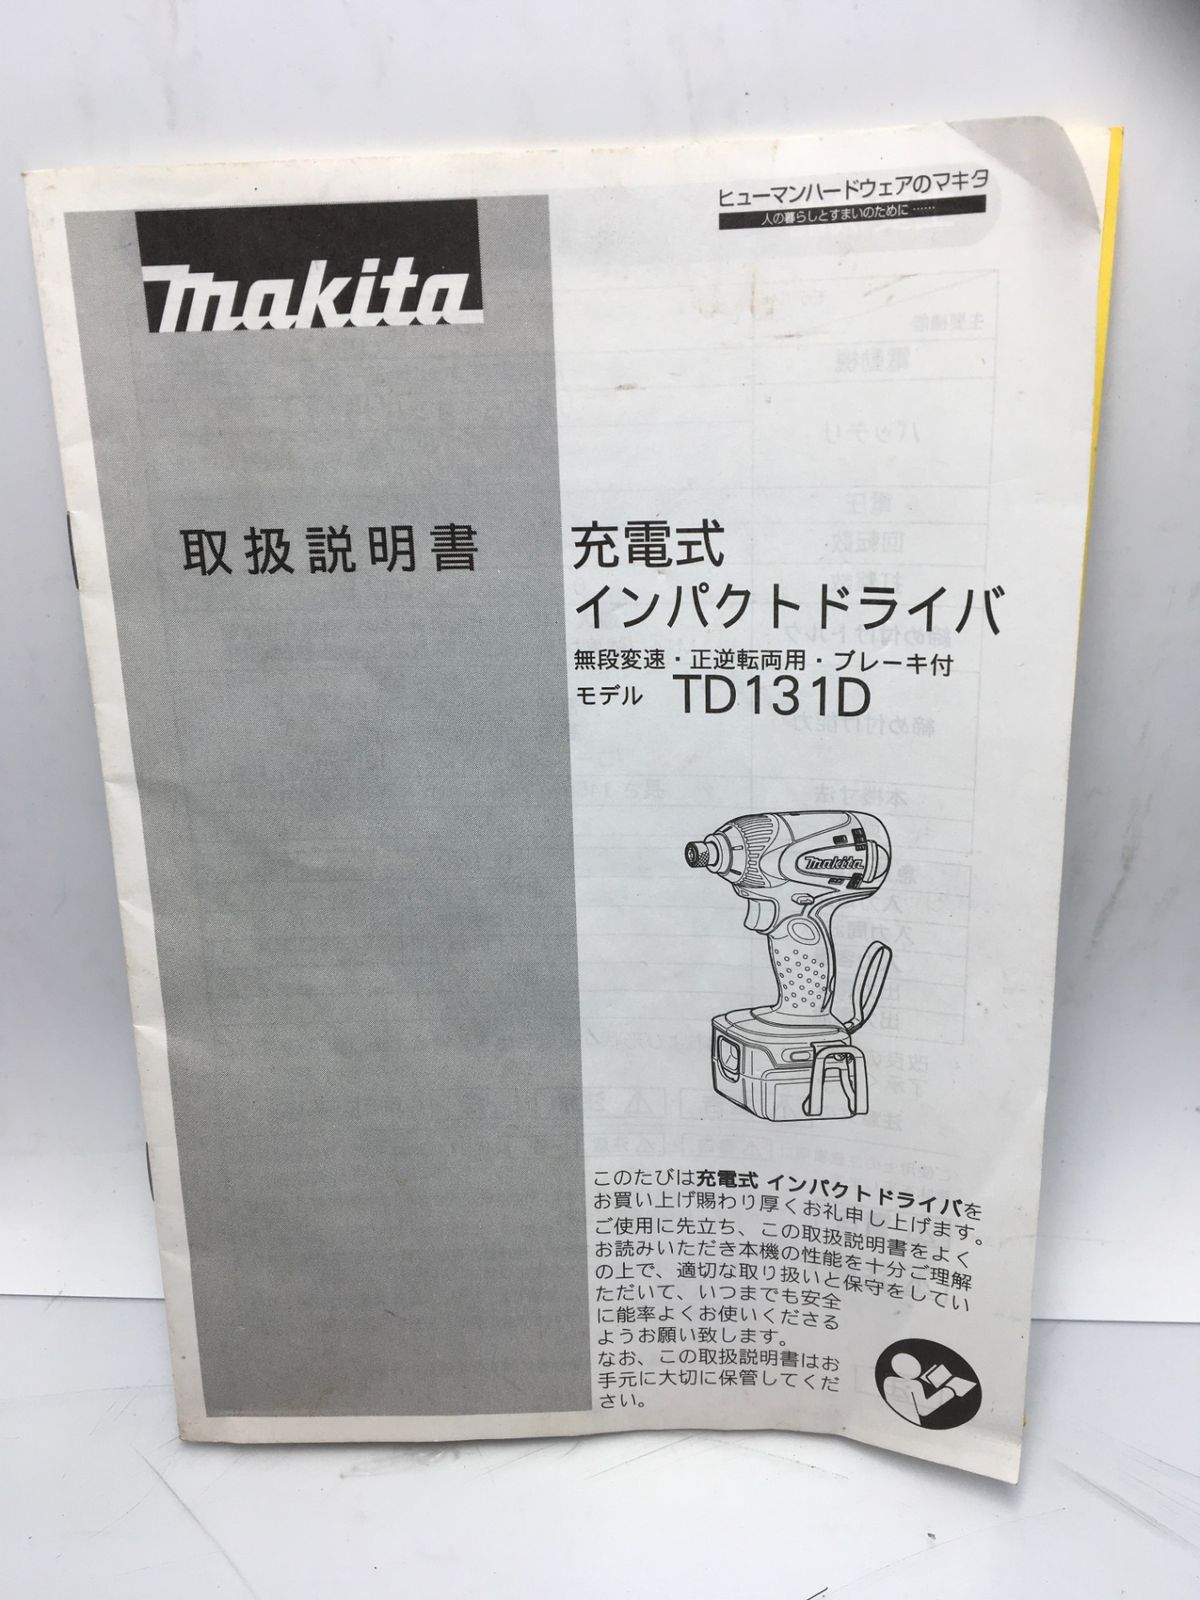 ヒューマンハードウェアのマキタ
人の暮らしとすまいのために……
makita
取扱説明書
充電式
インパクトドライバ
無段変速・正逆転両用・ブレーキ付
モデル TD131D
makita
このたびは充電式 インパクトドライバを
お買い上げ賜わり厚くお礼申し上げます。
ご使用に先立ち、この取扱説明書をよく
お読みいただき本機の性能を十分ご理解
の上で、適切な取り扱いと保守をしてい
ただいて、いつまでも安全
に能率よくお使いくださる
ようお願い致します。
なお、この取扱説明書はお
手元に大切に保管してくだ
さい。